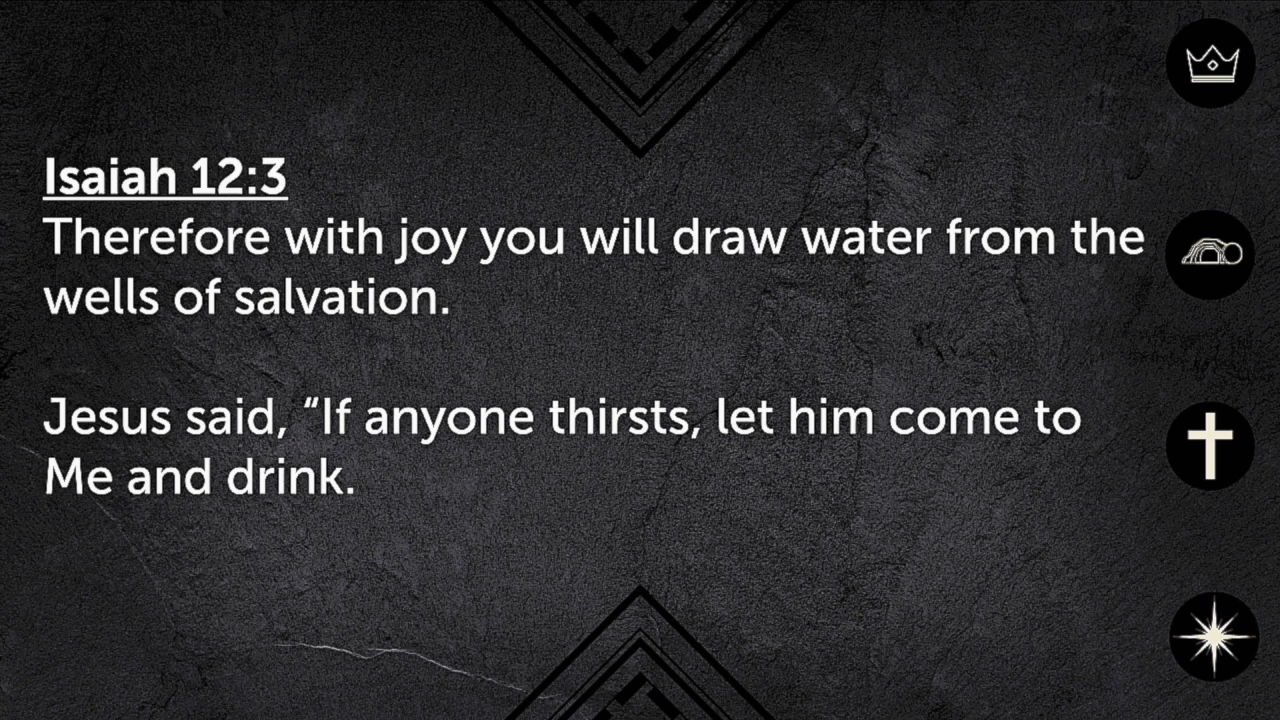 Isaiah 12:3
Therefore with joy you will draw water from the
wells of salvation.
Jesus said, “If anyone thirsts, let him come to
Me and drink.